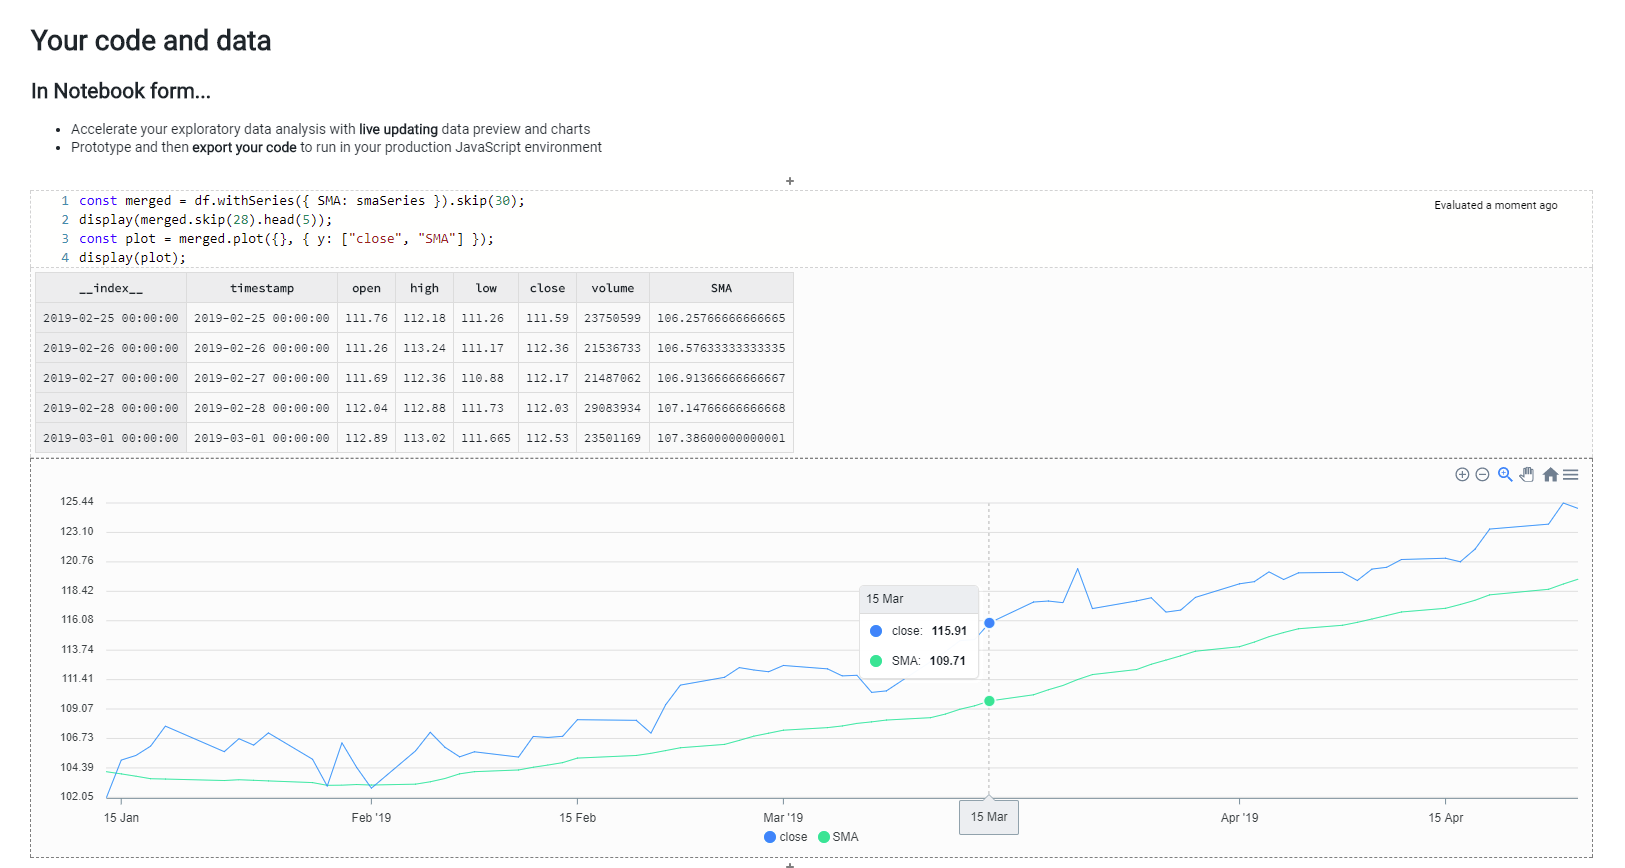 Your code and data
In Notebook form...
• Accelerate your exploratory data analysis with live updating data preview and charts
• Prototype and then export your code to run in your production JavaScript environment
+
1 const merged = df.withSeries({ SMA: smaSeries }).skip(30);
Evaluated a moment ago
2 display(merged.skip(28).head(5));
3 const plot = merged.plot({}, { y: ["close", "SMA"] });
4 display(plot);
__index__ timestamp open high low close volume SMA
2019-02-25 00:00:00 2019-02-25 00:00:00 111.76 112.18 111.26 111.59 23750599 106.25766666666665
2019-02-26 00:00:00 2019-02-26 00:00:00 111.26 113.24 111.17 112.36 21536733 106.57633333333335
2019-02-27 00:00:00 2019-02-27 00:00:00 111.69 112.36 110.88 112.17 21487062 106.91366666666667
2019-02-28 00:00:00 2019-02-28 00:00:00 112.04 112.88 111.73 112.03 29083934 107.14766666666668
2019-03-01 00:00:00 2019-03-01 00:00:00 112.89 113.02 111.665 112.53 23501169 107.38600000000001
125.44
123.10
120.76
118.42
116.08
113.74
111.41
109.07
106.73
104.39
102.05
15 Mar
close: 115.91
SMA: 109.71
15 Jan Feb '19 15 Feb Mar '19 15 Mar Apr '19 15 Apr
close SMA